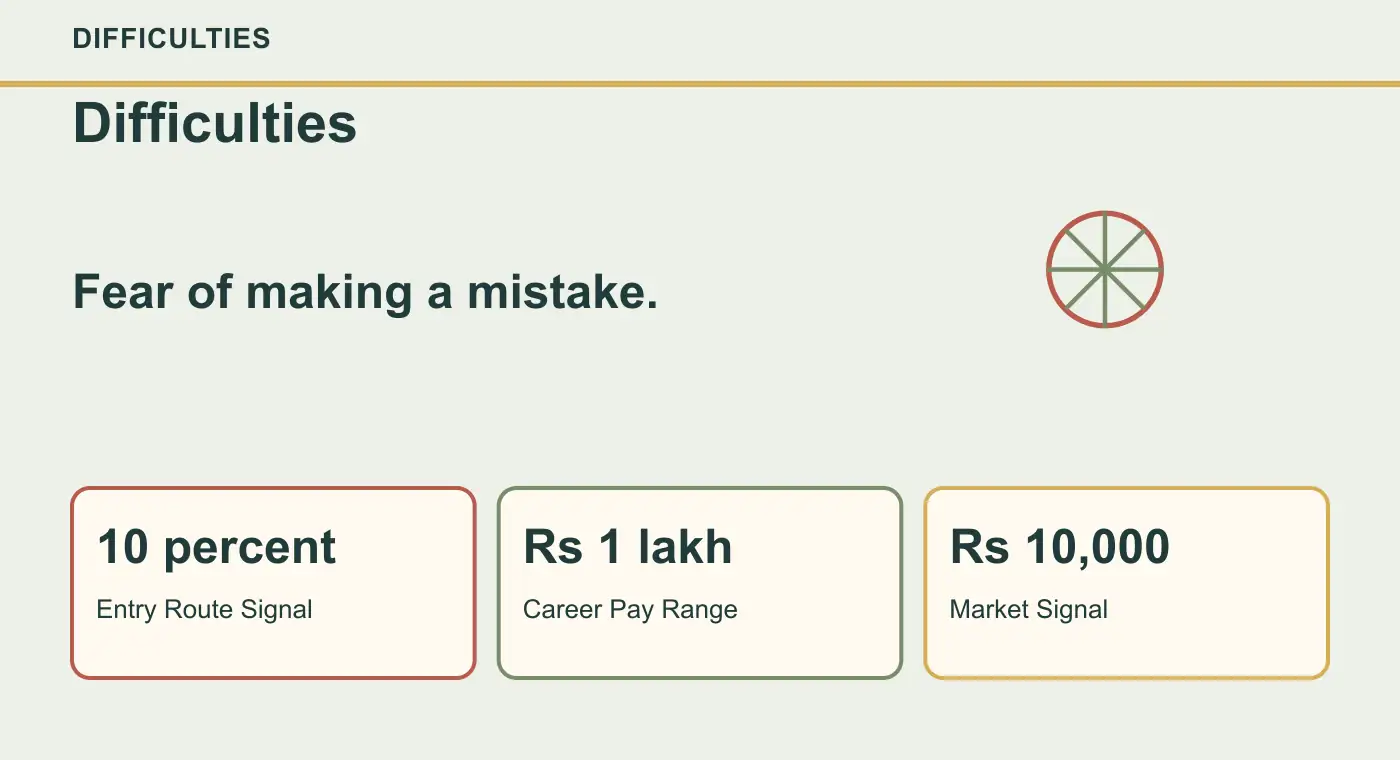 DIFFICULTIES
Difficulties
Fear of making a mistake.
10 percent
Entry Route Signal
Rs 1 lakh
Career Pay Range
Rs 10,000
Market Signal